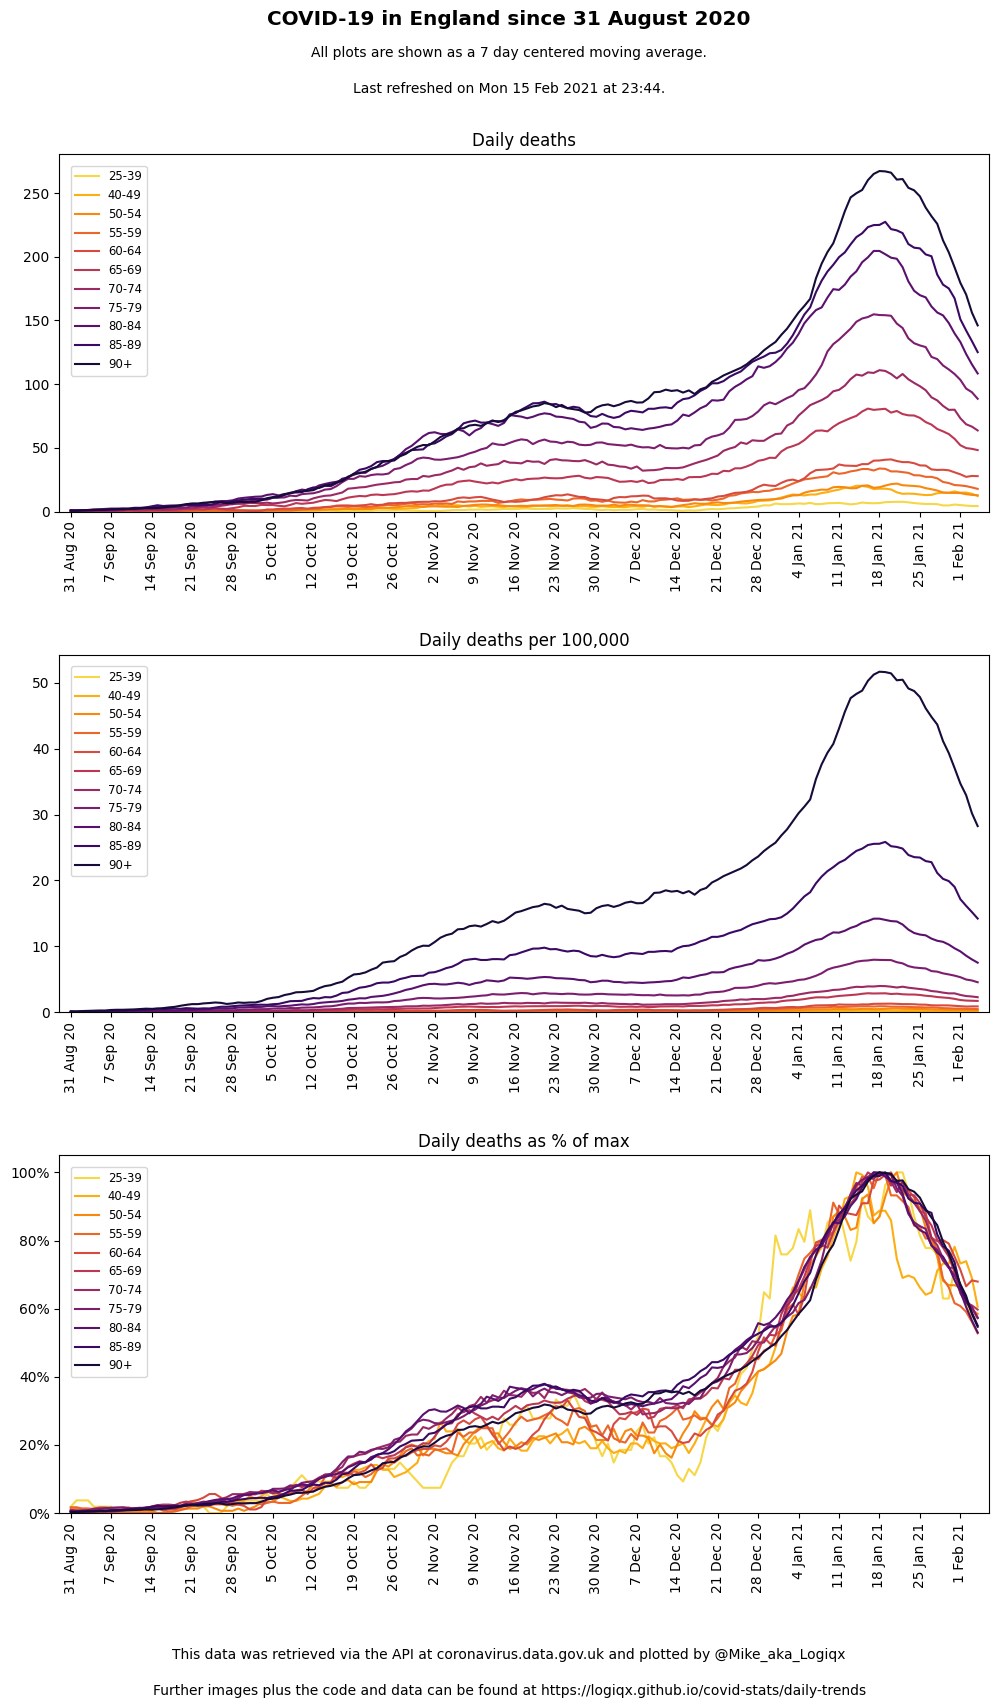 COVID-19 in England since 31 August 2020
All plots are shown as a 7 day centered moving average.
Last refreshed on Mon 15 Feb 2021 at 23:44.
Daily deaths
25-39
40-49
50-54
55-59
60-64
65-69
70-74
75-79
80-84
85-89
90+
250
200
150
100
50
0
31 Aug 20
7 Sep 20
14 Sep 20
21 Sep 20
28 Sep 20
5 Oct 20
12 Oct 20
19 Oct 20
26 Oct 20
2 Nov 20
9 Nov 20
16 Nov 20
23 Nov 20
30 Nov 20
7 Dec 20
14 Dec 20
21 Dec 20
28 Dec 20
4 Jan 21
11 Jan 21
18 Jan 21
25 Jan 21
1 Feb 21
Daily deaths per 100,000
25-39
40-49
50-54
55-59
60-64
65-69
70-74
75-79
80-84
85-89
90+
50
40
30
20
10
0
31 Aug 20
7 Sep 20
14 Sep 20
21 Sep 20
28 Sep 20
5 Oct 20
12 Oct 20
19 Oct 20
26 Oct 20
2 Nov 20
9 Nov 20
16 Nov 20
23 Nov 20
30 Nov 20
7 Dec 20
14 Dec 20
21 Dec 20
28 Dec 20
4 Jan 21
11 Jan 21
18 Jan 21
25 Jan 21
1 Feb 21
Daily deaths as % of max
25-39
40-49
50-54
55-59
60-64
65-69
70-74
75-79
80-84
85-89
90+
100%
80%
60%
40%
20%
0%
31 Aug 20
7 Sep 20
14 Sep 20
21 Sep 20
28 Sep 20
5 Oct 20
12 Oct 20
19 Oct 20
26 Oct 20
2 Nov 20
9 Nov 20
16 Nov 20
23 Nov 20
30 Nov 20
7 Dec 20
14 Dec 20
21 Dec 20
28 Dec 20
4 Jan 21
11 Jan 21
18 Jan 21
25 Jan 21
1 Feb 21
This data was retrieved via the API at coronavirus.data.gov.uk and plotted by @Mike_aka_Logiqx
Further images plus the code and data can be found at https://logiqx.github.io/covid-stats/daily-trends